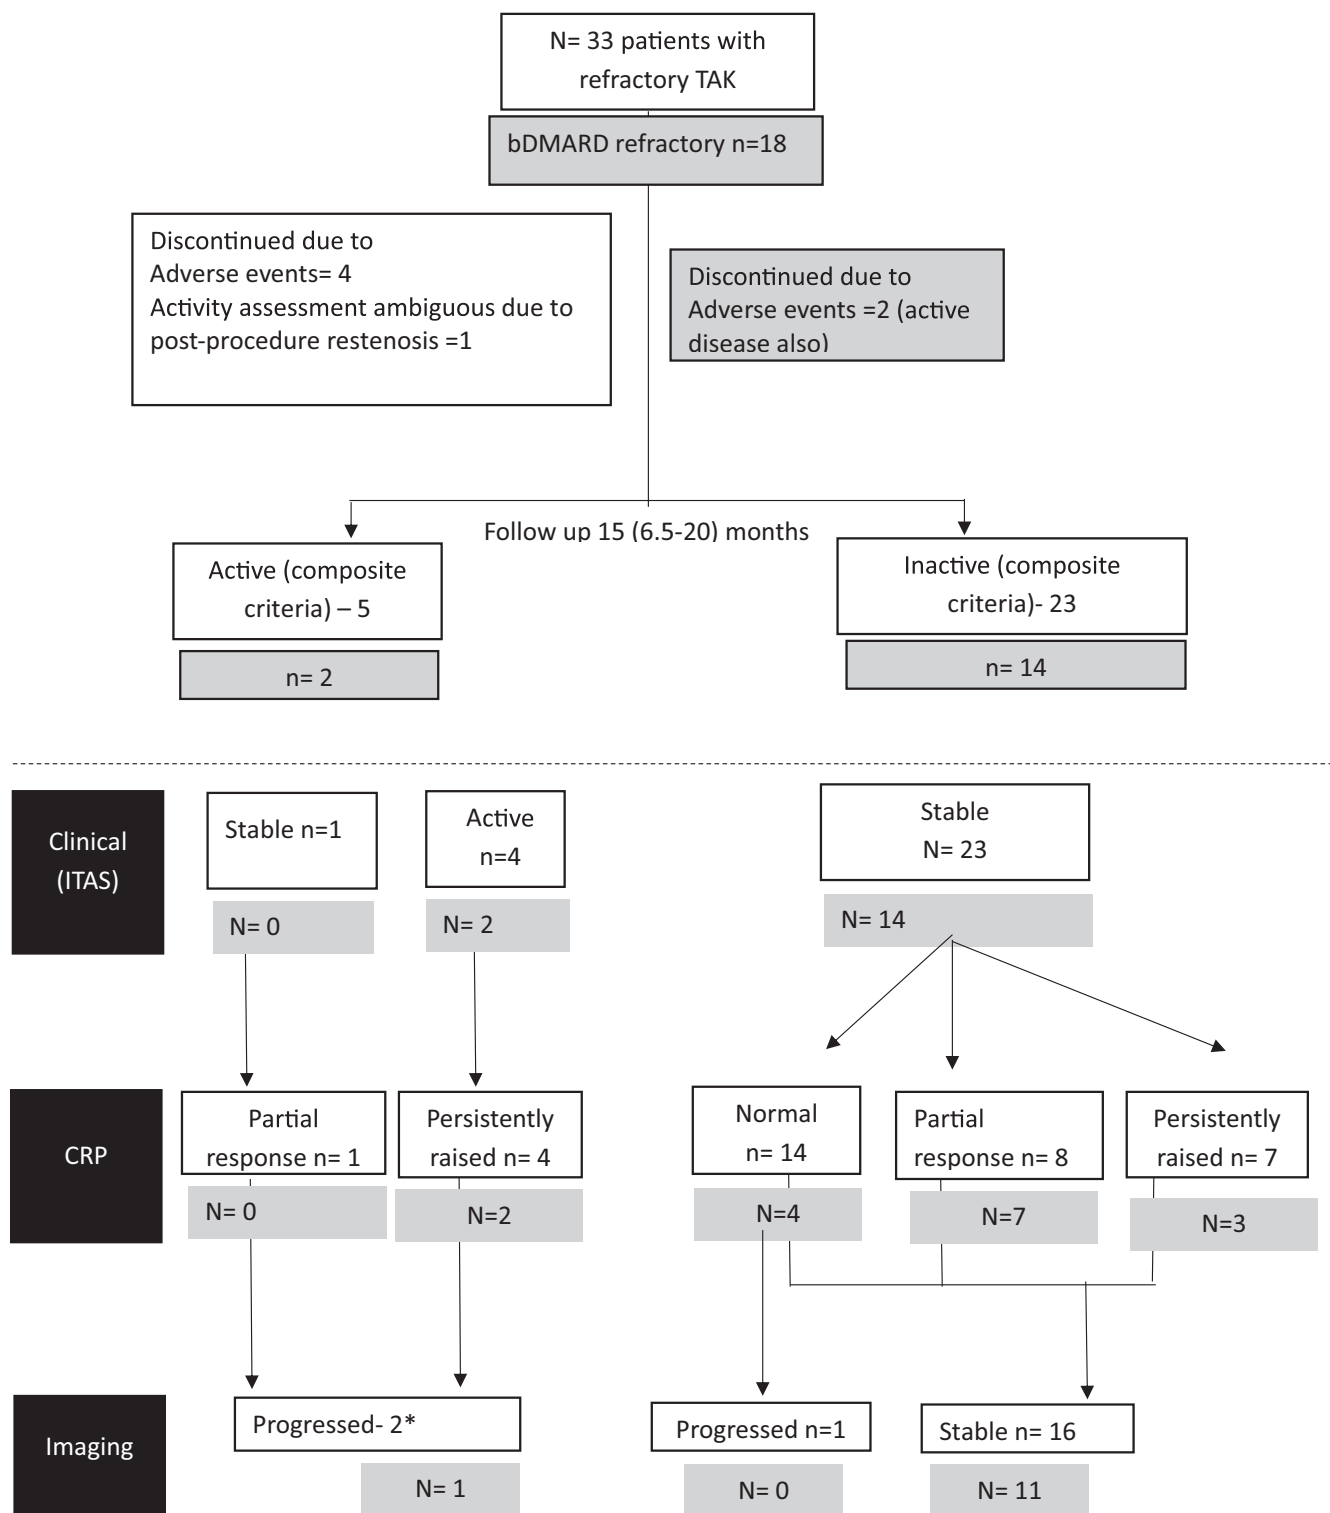 N= 33 patients with
refractory TAK
bDMARD refractory n=18
Discontinued due to
Adverse events= 4
Activity assessment ambiguous due to
post-procedure restenosis =1
Discontinued due to
Adverse events =2 (active
disease also)
Follow up 15 (6.5-20) months
Active (composite
criteria) – 5
n= 2
Inactive (composite
criteria)- 23
n= 14
Clinical
(ITAS)
Stable n=1
N= 0
Active
n=4
N= 2
Stable
N= 23
N= 14
CRP
Partial
response n= 1
N= 0
Persistently
raised n= 4
N=2
Normal
n= 14
N=4
Partial
response n= 8
N=7
Persistently
raised n= 7
N=3
Imaging
Progressed- 2*
N= 1
Progressed n=1
N= 0
Stable n= 16
N= 11